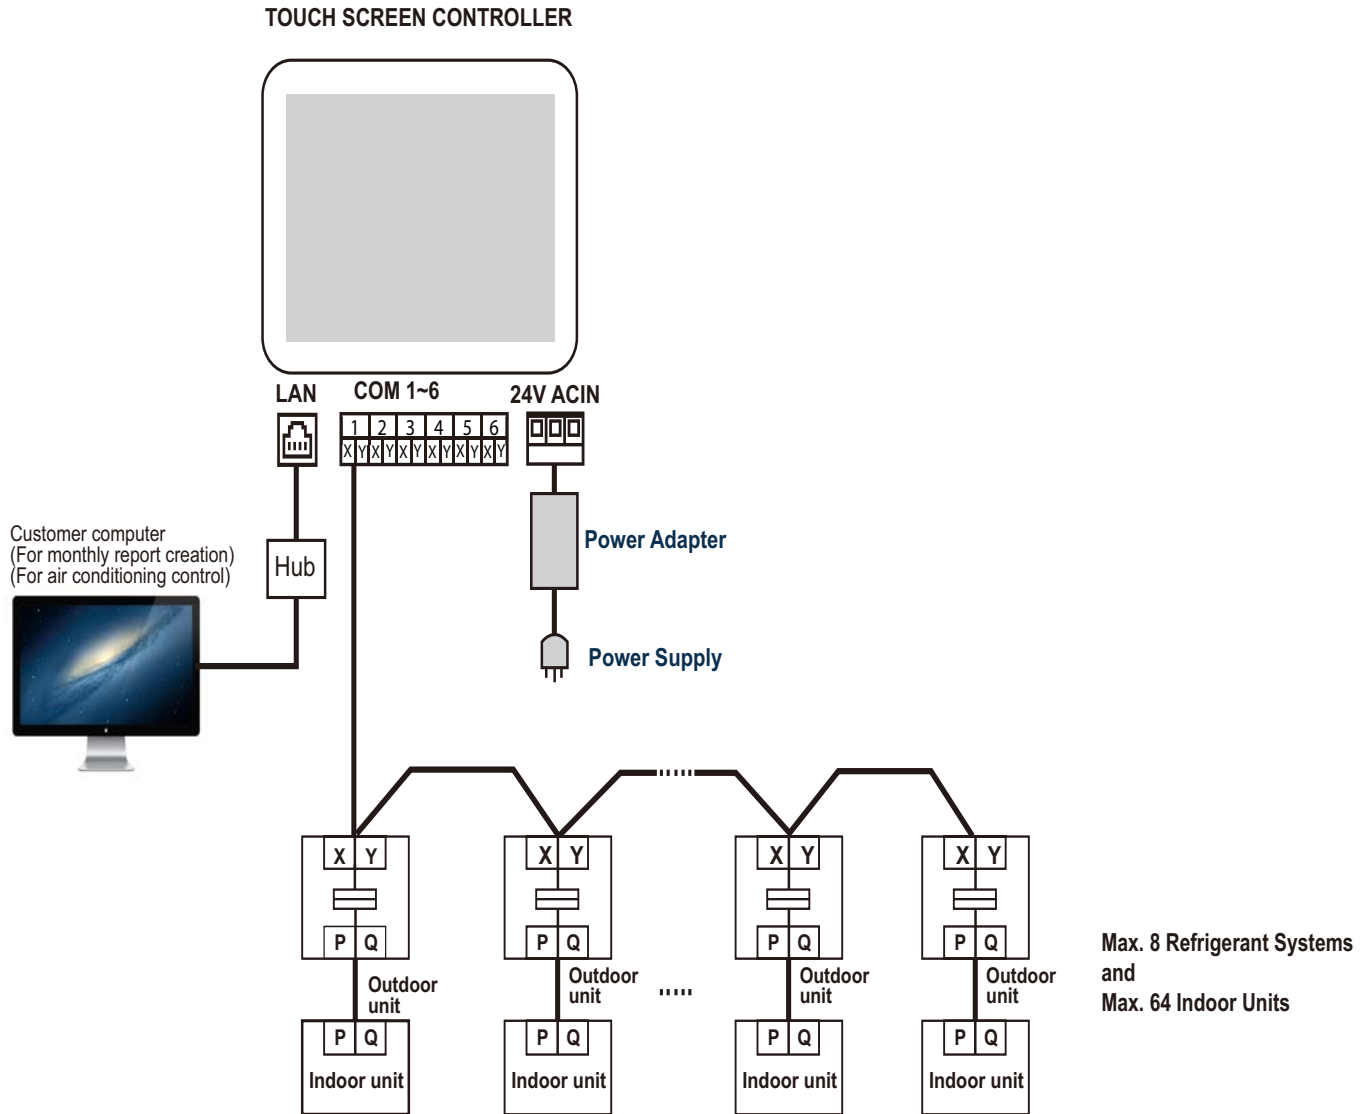 TOUCH SCREEN CONTROLLER
LAN
COM 1~6
24V ACIN
1 2 3 4 5 6
X Y X Y X Y X Y X Y X Y
Customer computer
(For monthly report creation)
(For air conditioning control)
Hub
Power Adapter
Power Supply
X Y
X Y
X Y
X Y
P Q
P Q
P Q
P Q
Outdoor
unit
Outdoor
unit
Outdoor
unit
Outdoor
unit
P Q
P Q
P Q
P Q
Indoor unit
Indoor unit
Indoor unit
Indoor unit
Max. 8 Refrigerant Systems
and
Max. 64 Indoor Units